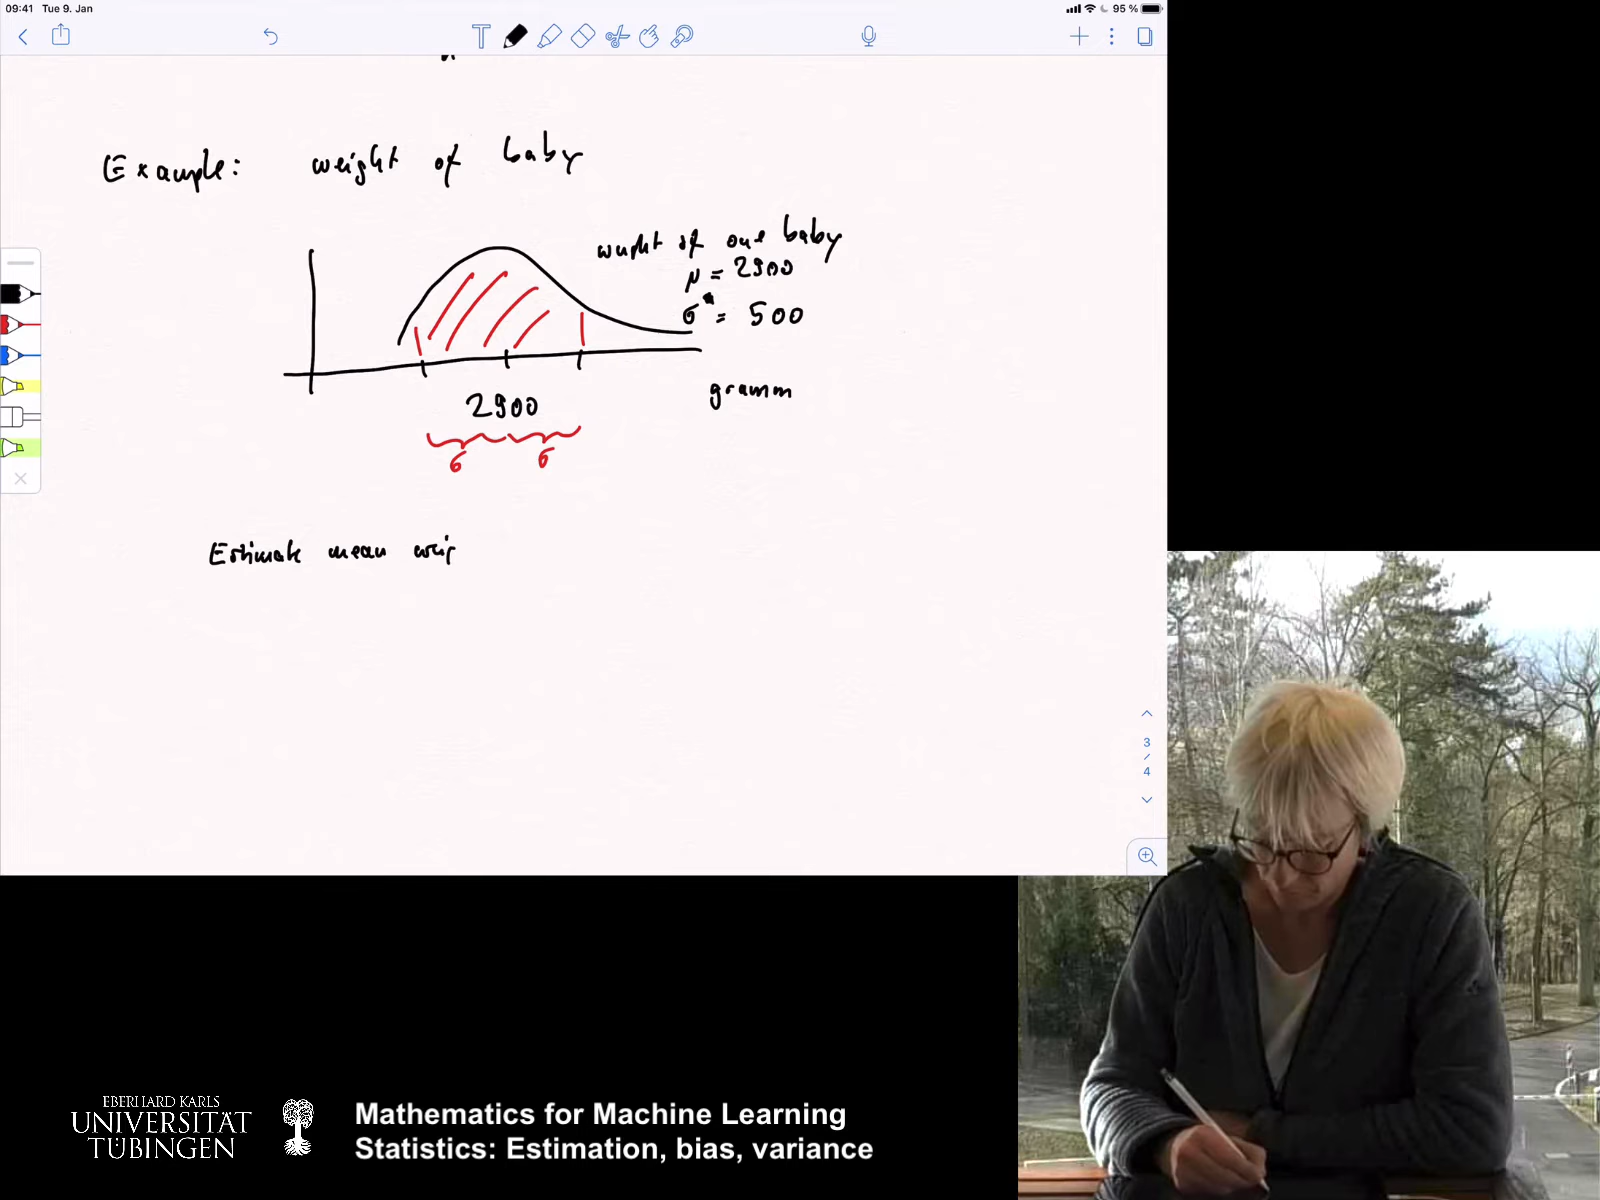 09:41 Tue 9. Jan
95 %
Example: weight of baby
weight of one baby
μ = 2900
σ = 500
2900
gramm
σ σ
Estimate mean weig
3
/
4
EBERHARD KARLS
UNIVERSITÄT
TÜBINGEN
Mathematics for Machine Learning
Statistics: Estimation, bias, variance